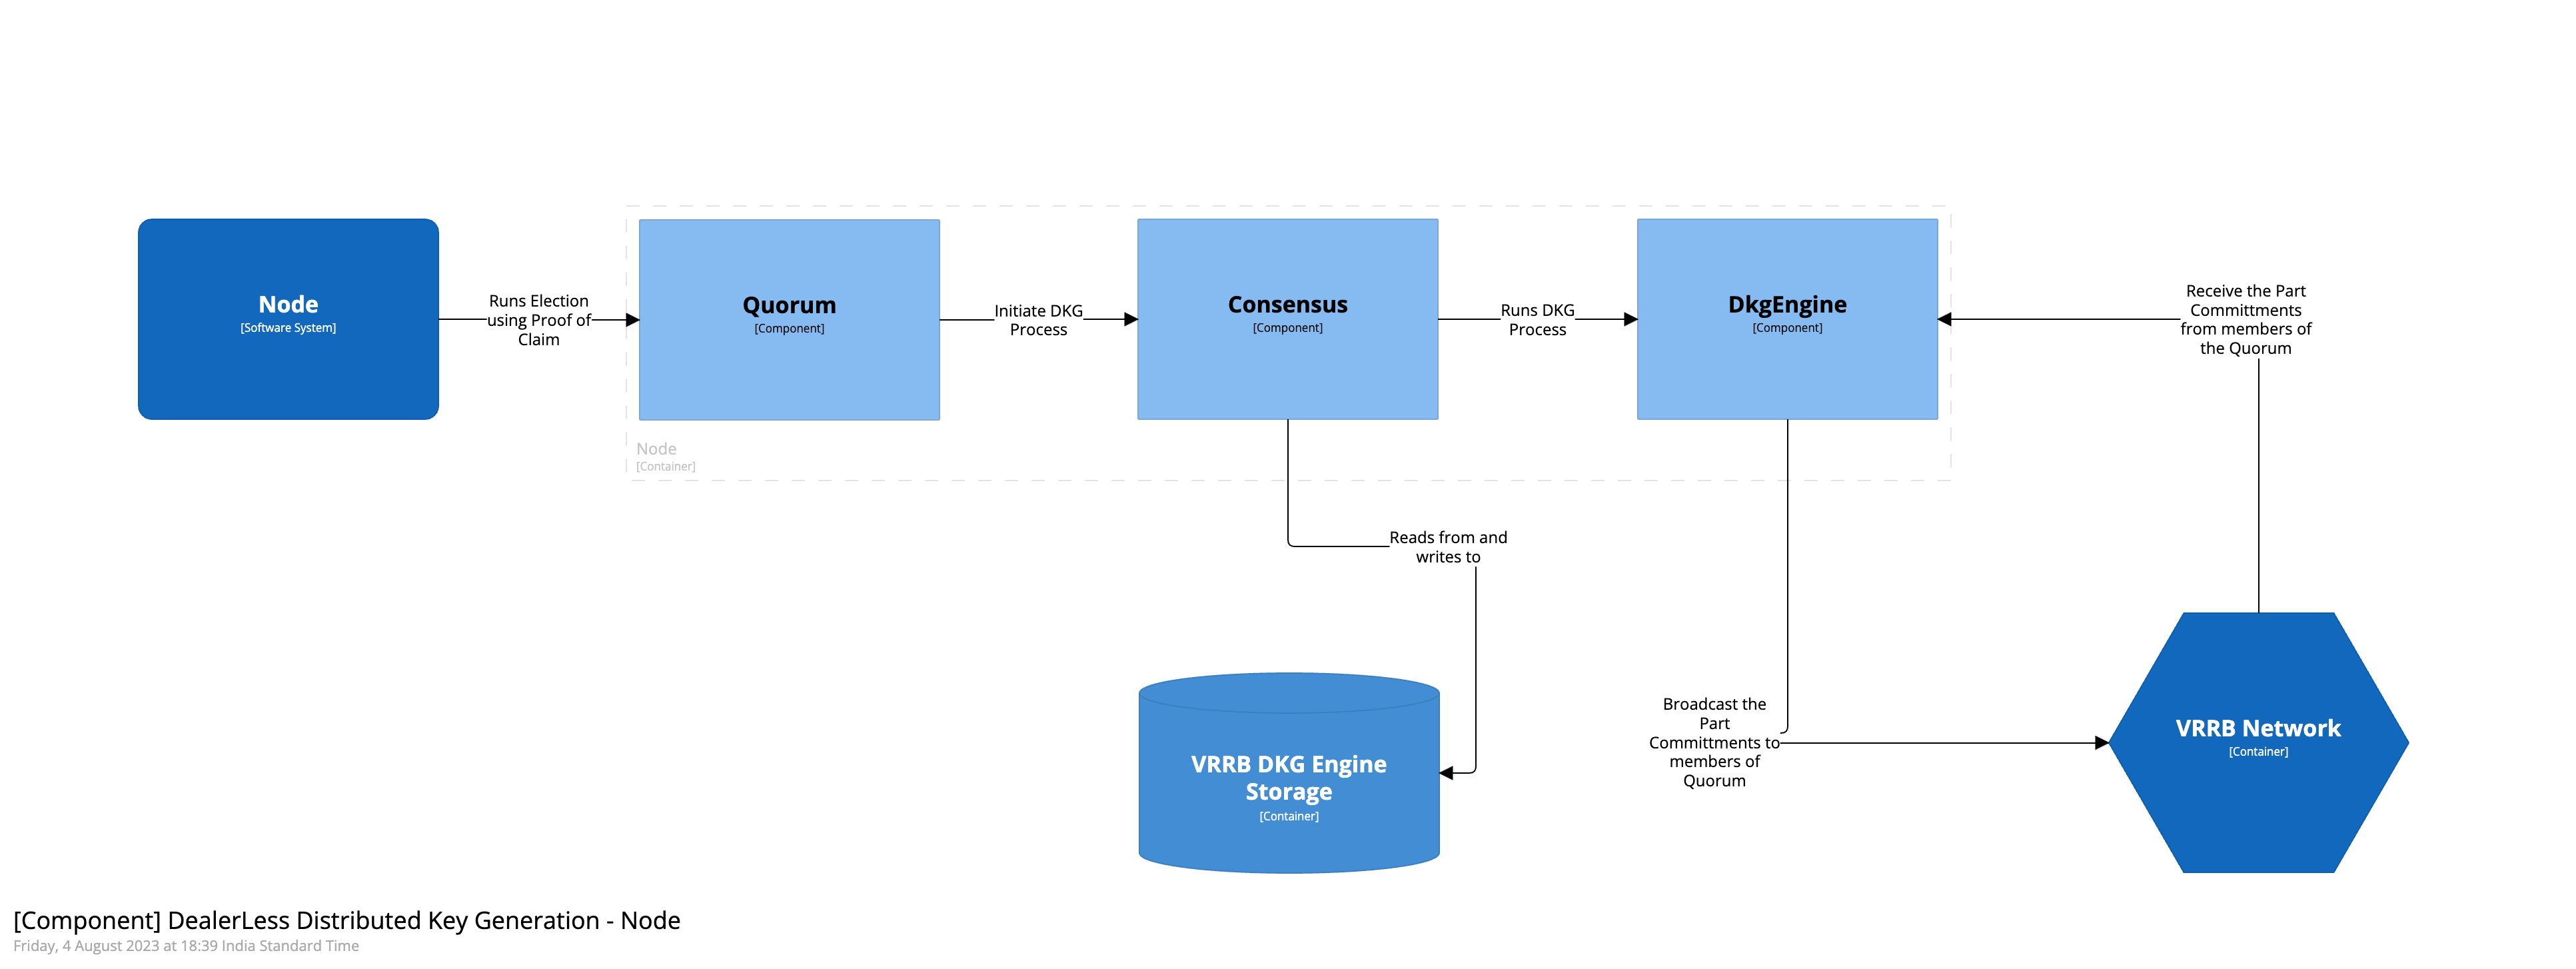 Node
[Software System]
Runs Election
using Proof of
Claim
Quorum
[Component]
Initiate DKG
Process
Consensus
[Component]
Runs DKG
Process
DkgEngine
[Component]
Receive the Part
Committments
from members of
the Quorum
Node
[Container]
Reads from and
writes to
Broadcast the
Part
Committments to
members of
Quorum
VRRB DKG Engine
Storage
[Container]
VRRB Network
[Container]
[Component] DealerLess Distributed Key Generation - Node
Friday, 4 August 2023 at 18:39 India Standard Time